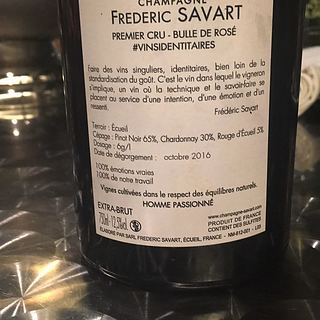 CHAMPAGNE
FREDERIC SAVART
PREMIER CRU - BULLE DE ROSÉ
#VINSIDENTITAIRES
Faire des vins singuliers, identitaires, bien loin de la
standardisation du goût. C'est le vin dans lequel le vigneron
s'implique, un vin où la technique et le savoir-faire se
placent au service d'une intention, d'une émotion et d'un
ressenti.
Frédéric Savart
Terroir : Écueil
Cépage : Pinot Noir 65%, Chardonnay 30%, Rouge d'Écueil 5%
Dosage : 6g/l
Date de dégorgement : octobre 2016
100% émotions vraies
100% de notre travail
Vignes cultivées dans le respect des équilibres naturels.
HOMME PASSIONNÉ
EXTRA-BRUT
750ml-12,5%vol.
www.champagne-savart.com
PRODUIT DE FRANCE
CONTIENT DES SULFITES
ÉLABORÉ PAR SARL FREDERIC SAVART, ÉCUEIL, FRANCE - NM-812-001 - L03